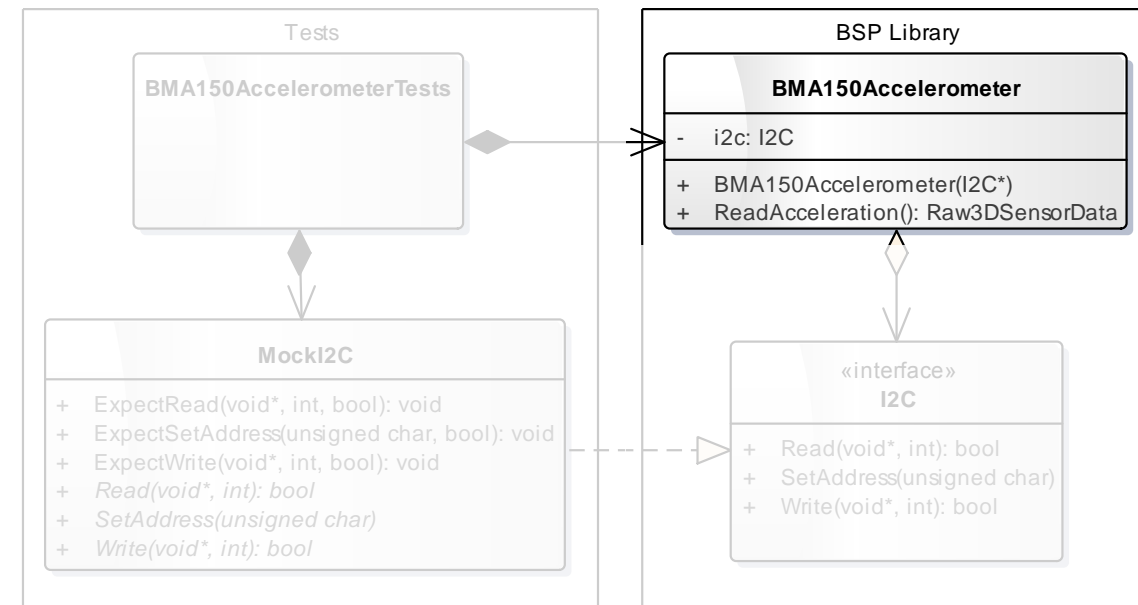 Tests
BMA150AccelerometerTests
MockI2C
+ ExpectRead(void*, int, bool): void
+ ExpectSetAddress(unsigned char, bool): void
+ ExpectWrite(void*, int, bool): void
+ Read(void*, int): bool
+ SetAddress(unsigned char)
+ Write(void*, int): bool
BSP Library
BMA150Accelerometer
- i2c: I2C
+ BMA150Accelerometer(I2C*)
+ ReadAcceleration(): Raw3DSensorData
«interface»
I2C
+ Read(void*, int): bool
+ SetAddress(unsigned char)
+ Write(void*, int): bool